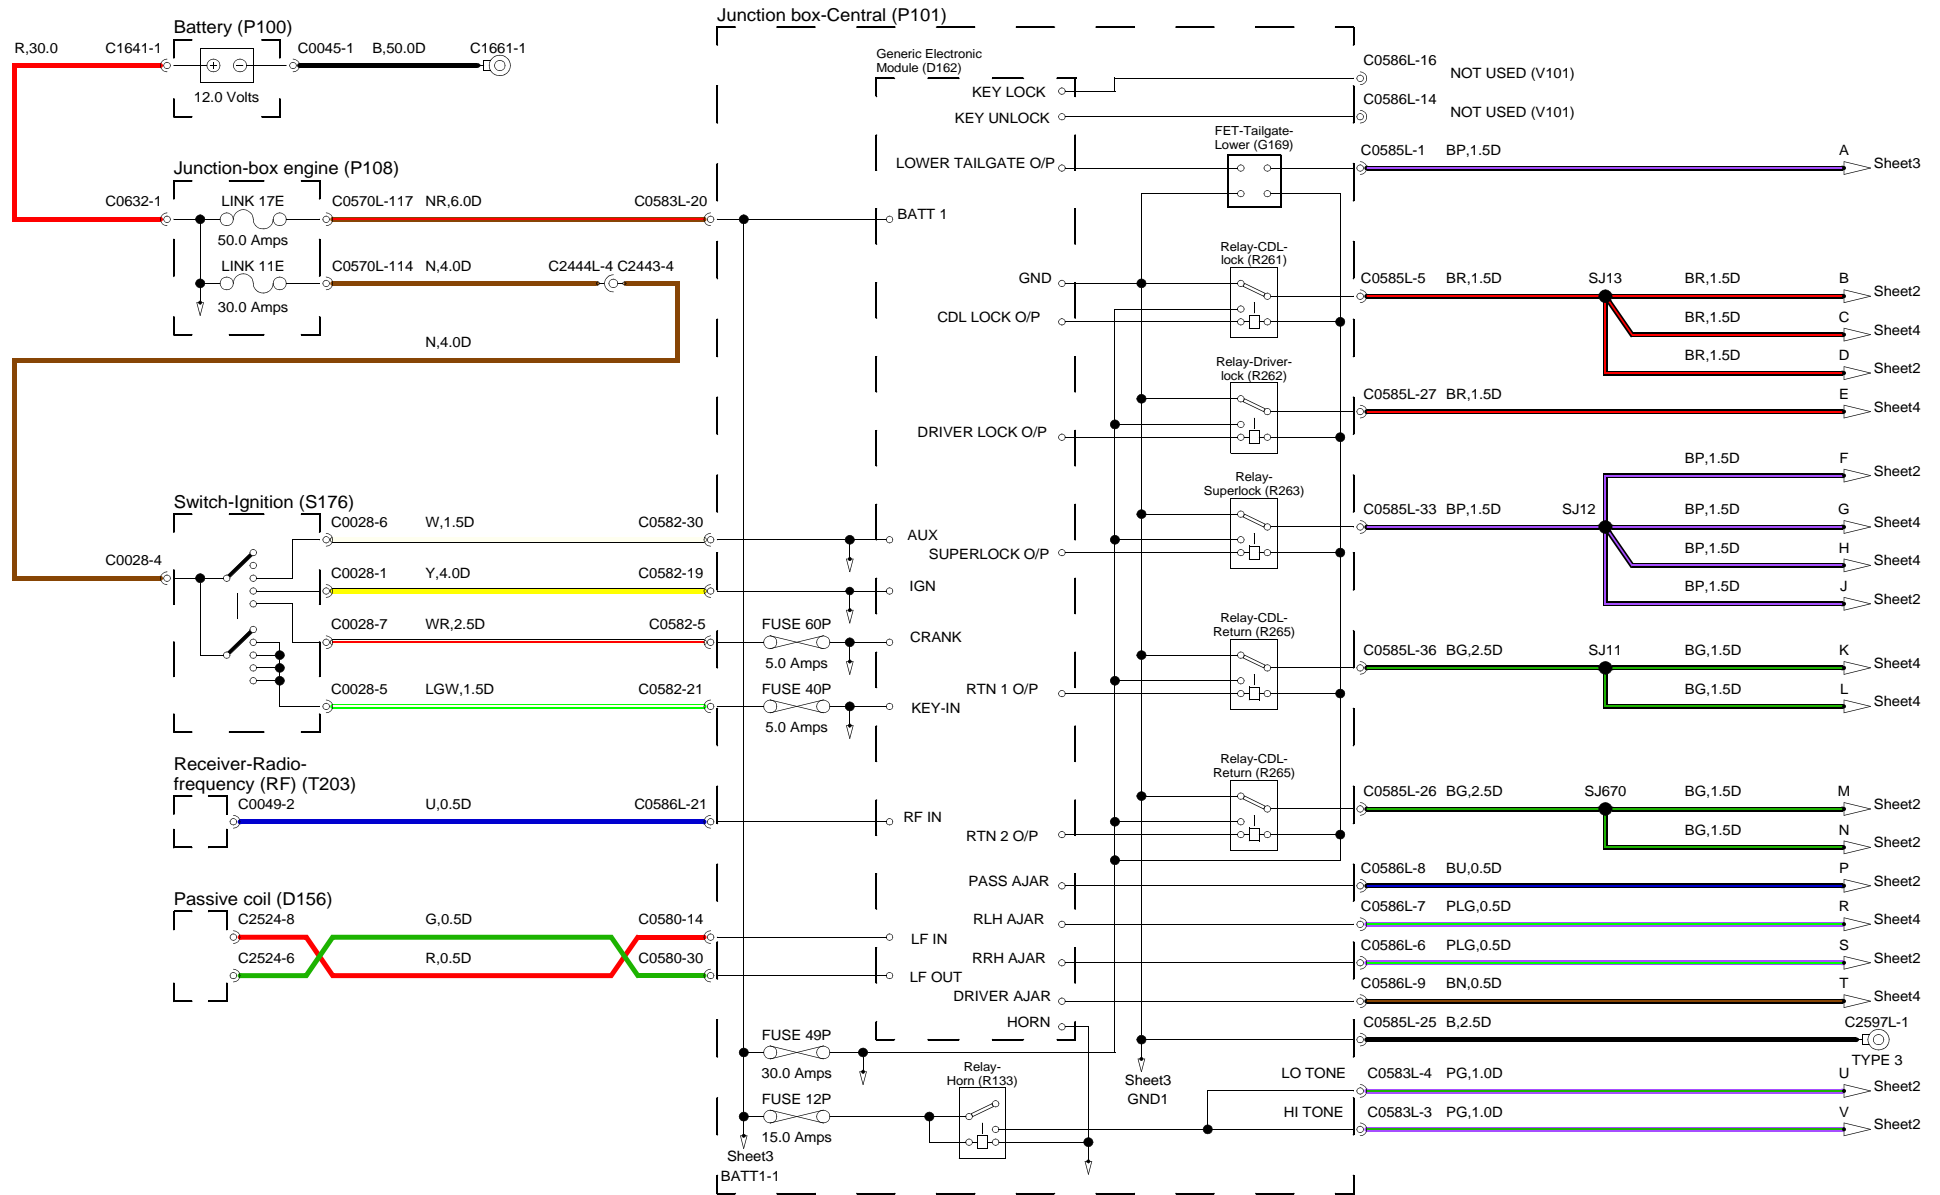 Junction box-Central (P101)
Battery (P100)
R,30.0
C1641-1
C0045-1
B,50.0D
C1661-1
+
−
12.0 Volts
Junction-box engine (P108)
C0632-1
LINK 17E
50.0 Amps
C0570L-117
NR,6.0D
C0583L-20
LINK 11E
30.0 Amps
C0570L-114
N,4.0D
C2444L-4
C2443-4
N,4.0D
Switch-Ignition (S176)
C0028-4
C0028-6
W,1.5D
C0582-30
C0028-1
Y,4.0D
C0582-19
C0028-7
WR,2.5D
C0582-5
FUSE 60P
5.0 Amps
C0028-5
LGW,1.5D
C0582-21
FUSE 40P
5.0 Amps
Receiver-Radio-
frequency (RF) (T203)
C0049-2
U,0.5D
C0586L-21
Passive coil (D156)
C2524-8
G,0.5D
C0580-14
C2524-6
R,0.5D
C0580-30
FUSE 49P
30.0 Amps
FUSE 12P
15.0 Amps
Sheet3
BATT1-1
Generic Electronic
Module (D162)
KEY LOCK
KEY UNLOCK
LOWER TAILGATE O/P
BATT 1
GND
CDL LOCK O/P
DRIVER LOCK O/P
AUX
SUPERLOCK O/P
IGN
CRANK
RTN 1 O/P
KEY-IN
RF IN
RTN 2 O/P
PASS AJAR
RLH AJAR
LF IN
RRH AJAR
LF OUT
DRIVER AJAR
HORN
Relay-
Horn (R133)
FET-Tailgate-
Lower (G169)
Relay-CDL-
lock (R261)
Relay-Driver-
lock (R262)
Relay-
Superlock (R263)
Relay-CDL-
Return (R265)
Relay-CDL-
Return (R265)
Sheet3
GND1
LO TONE
HI TONE
C0586L-16
NOT USED (V101)
C0586L-14
NOT USED (V101)
C0585L-1
BP,1.5D
A
Sheet3
C0585L-5
BR,1.5D
SJ13
BR,1.5D
B
Sheet2
BR,1.5D
C
Sheet4
BR,1.5D
D
Sheet2
C0585L-27
BR,1.5D
E
Sheet4
BP,1.5D
F
Sheet2
C0585L-33
BP,1.5D
SJ12
BP,1.5D
G
Sheet4
BP,1.5D
H
Sheet4
BP,1.5D
J
Sheet2
C0585L-36
BG,2.5D
SJ11
BG,1.5D
K
Sheet4
BG,1.5D
L
Sheet4
C0585L-26
BG,2.5D
SJ670
BG,1.5D
M
Sheet2
BG,1.5D
N
Sheet2
C0586L-8
BU,0.5D
P
Sheet2
C0586L-7
PLG,0.5D
R
Sheet4
C0586L-6
PLG,0.5D
S
Sheet2
C0586L-9
BN,0.5D
T
Sheet4
C0585L-25
B,2.5D
C2597L-1
TYPE 3
C0583L-4
PG,1.0D
U
Sheet2
C0583L-3
PG,1.0D
V
Sheet2